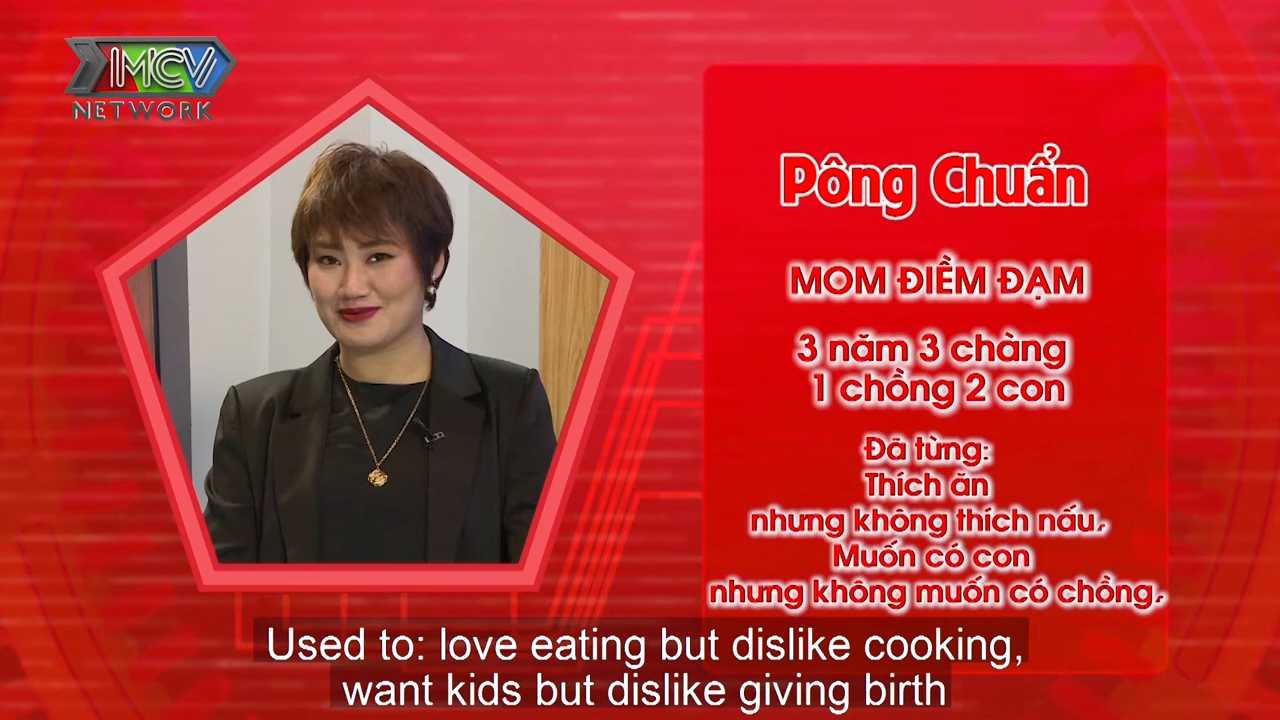 MCV
NETWORK
Pông Chuẩn
MOM ĐIỀM ĐẠM
3 năm 3 chàng
1 chồng 2 con
Đã từng:
Thích ăn
nhưng không thích nấu,
Muốn có con
nhưng không muốn có chồng,
Used to: love eating but dislike cooking,
want kids but dislike giving birth